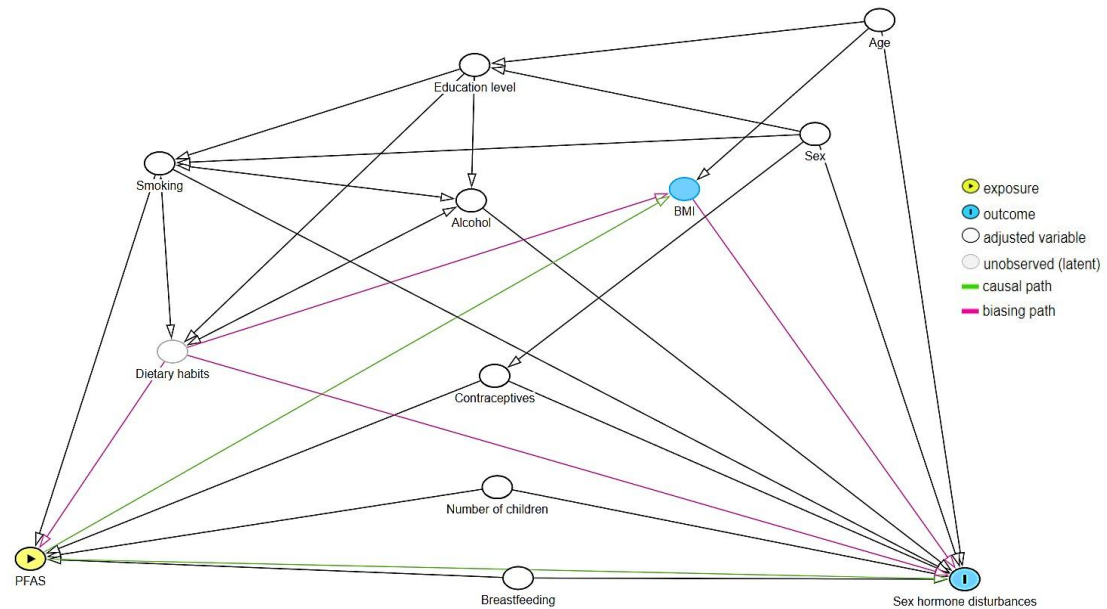 Age
Education level
Sex
Smoking
BMI
Alcohol
exposure
outcome
adjusted variable
unobserved (latent)
causal path
biasing path
Dietary habits
Contraceptives
Number of children
PFAS
Breastfeeding
Sex hormone disturbances